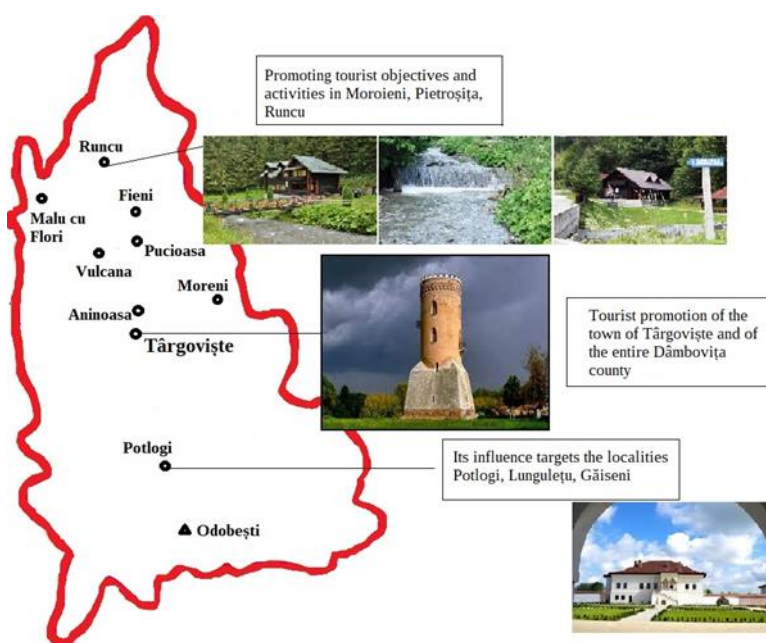 Promoting tourist objectives and
activities in Moroieni, Pietroșița,
Runcu
Runcu
Fieni
Malu cu
Flori
Pucioasa
Vulcana
Moreni
Aninoasa
Târgoviște
Tourist promotion of the
town of Târgoviște and of
the entire Dâmbovița
county
Potlogi
Its influence targets the localities
Potlogi, Lungulețu, Găiseni
Odobești